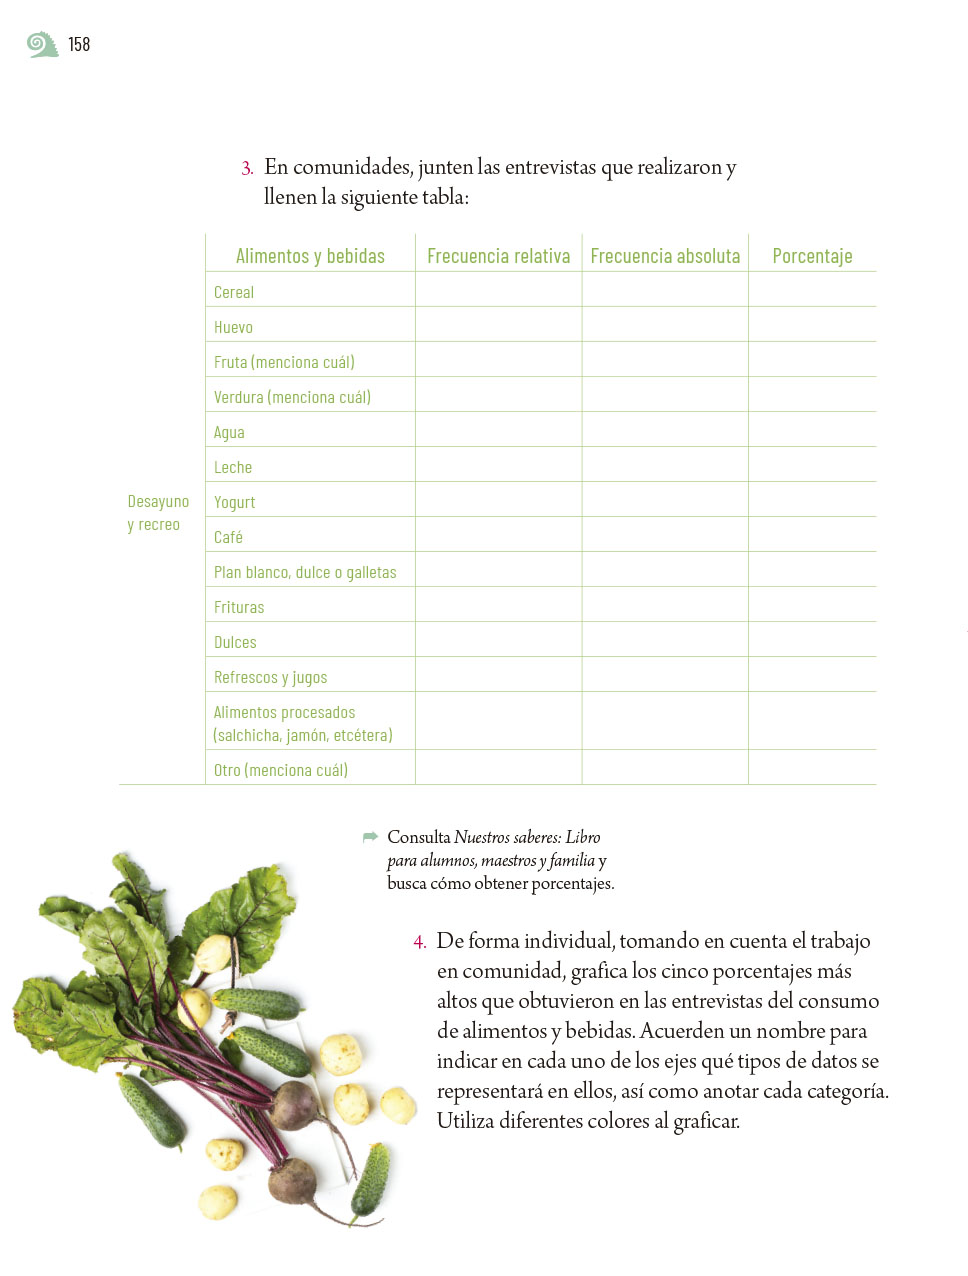 158
3. En comunidades, junten las entrevistas que realizaron y
llenen la siguiente tabla:
Alimentos y bebidas Frecuencia relativa Frecuencia absoluta Porcentaje
Desayuno
y recreo
Cereal
Huevo
Fruta (menciona cuál)
Verdura (menciona cuál)
Agua
Leche
Yogurt
Café
Plan blanco, dulce o galletas
Frituras
Dulces
Refrescos y jugos
Alimentos procesados
(salchicha, jamón, etcétera)
Otro (menciona cuál)
Consulta Nuestros saberes: Libro
para alumnos, maestros y familia y
busca cómo obtener porcentajes.
4. De forma individual, tomando en cuenta el trabajo
en comunidad, grafica los cinco porcentajes más
altos que obtuvieron en las entrevistas del consumo
de alimentos y bebidas. Acuerden un nombre para
indicar en cada uno de los ejes qué tipos de datos se
representará en ellos, así como anotar cada categoría.
Utiliza diferentes colores al graficar.